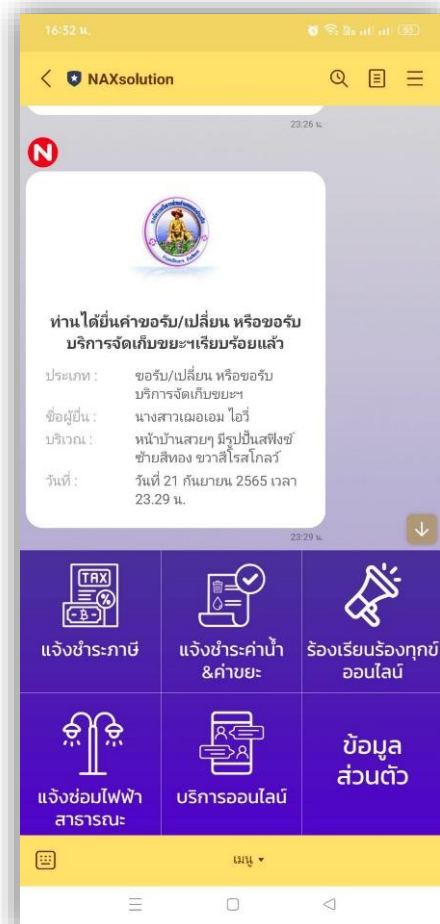 16:32 น.
93
NAXsolution
23:26 น.
N
ท่านได้ยื่นคำขอรับ/เปลี่ยน หรือขอรับ
บริการจัดเก็บขยะฯเรียบร้อยแล้ว
ประเภท : ขอรับ/เปลี่ยน หรือขอรับ
บริการจัดเก็บขยะฯ
ชื่อผู้ยื่น : นางสาวเฌอเอม ไอวี่
บริเวณ : หน้าบ้านสวยๆ มีรูปปั้นสฟิงซ์
ซ้ายสีทอง ขวาสีโรสโกลว์
วันที่ : วันที่ 21 กันยายน 2565 เวลา
23.29 น.
23:29 น.
TAX
แจ้งชำระภาษี
แจ้งชำระค่าน้ำ
&ค่าขยะ
ร้องเรียนร้องทุกข์
ออนไลน์
แจ้งซ่อมไฟฟ้า
สาธารณะ
บริการออนไลน์
ข้อมูล
ส่วนตัว
เมนู